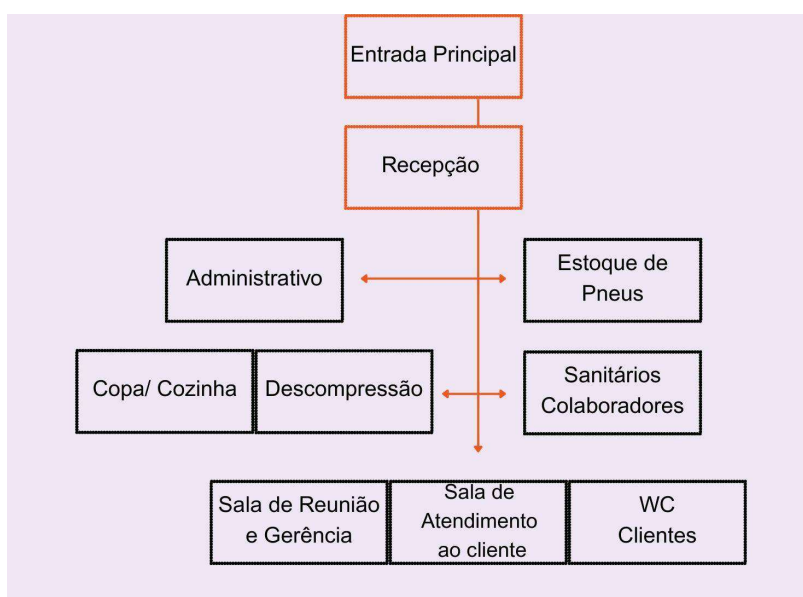 Entrada Principal
Recepção
Administrativo
Estoque de
Pneus
Copa/ Cozinha
Descompressão
Sanitários
Colaboradores
Sala de Reunião
e Gerência
Sala de
Atendimento
ao cliente
WC
Clientes